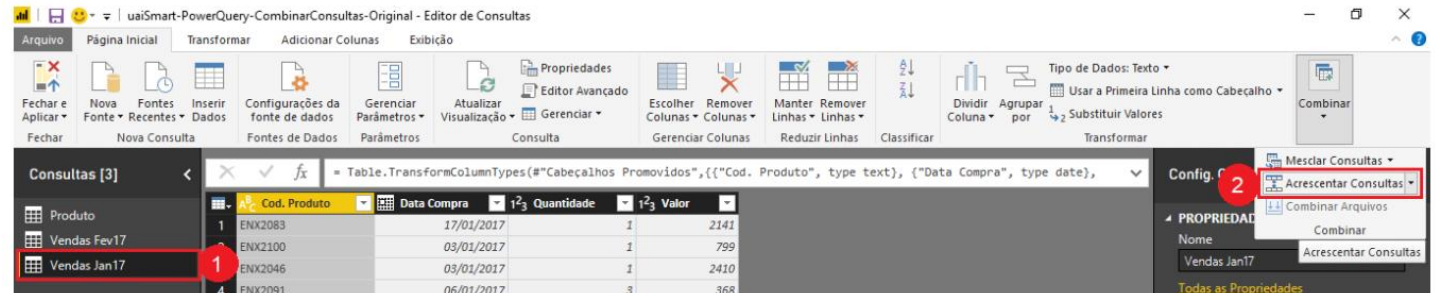 uaiSmart-PowerQuery-CombinarConsultas-Original - Editor de Consultas
Arquivo Página Inicial Transformar Adicionar Colunas Exibição
Fechar e Aplicar
Nova Fonte
Fontes Recentes
Inserir Dados
Configurações da fonte de dados
Gerenciar Parâmetros
Atualizar Visualização
Propriedades
Editor Avançado
Gerenciar
Escolher Colunas
Remover Colunas
Manter Linhas
Remover Linhas
Dividir Coluna
Agrupar por
Tipo de Dados: Texto
Usar a Primeira Linha como Cabeçalho
Substituir Valores
Combinar
Fechar Nova Consulta Fontes de Dados Parâmetros Consulta Gerenciar Colunas Reduzir Linhas Classificar Transformar
Mesclar Consultas
2 Acrescentar Consultas
Combinar Arquivos
Combinar
Acrescentar Consultas
Consultas [3]
Produto
Vendas Fev17
Vendas Jan17 1
fx = Table.TransformColumnTypes(#"Cabeçalhos Promovidos",{{"Cod. Produto", type text}, {"Data Compra", type date},
Cod. Produto Data Compra Quantidade Valor
1 ENX2083 17/01/2017 1 2141
ENX2100 03/01/2017 1 799
ENX2046 03/01/2017 1 2410
4 ENX2091 06/01/2017 3 368
Config.
PROPRIEDAD
Nome
Vendas Jan17
Todas as Propriedades